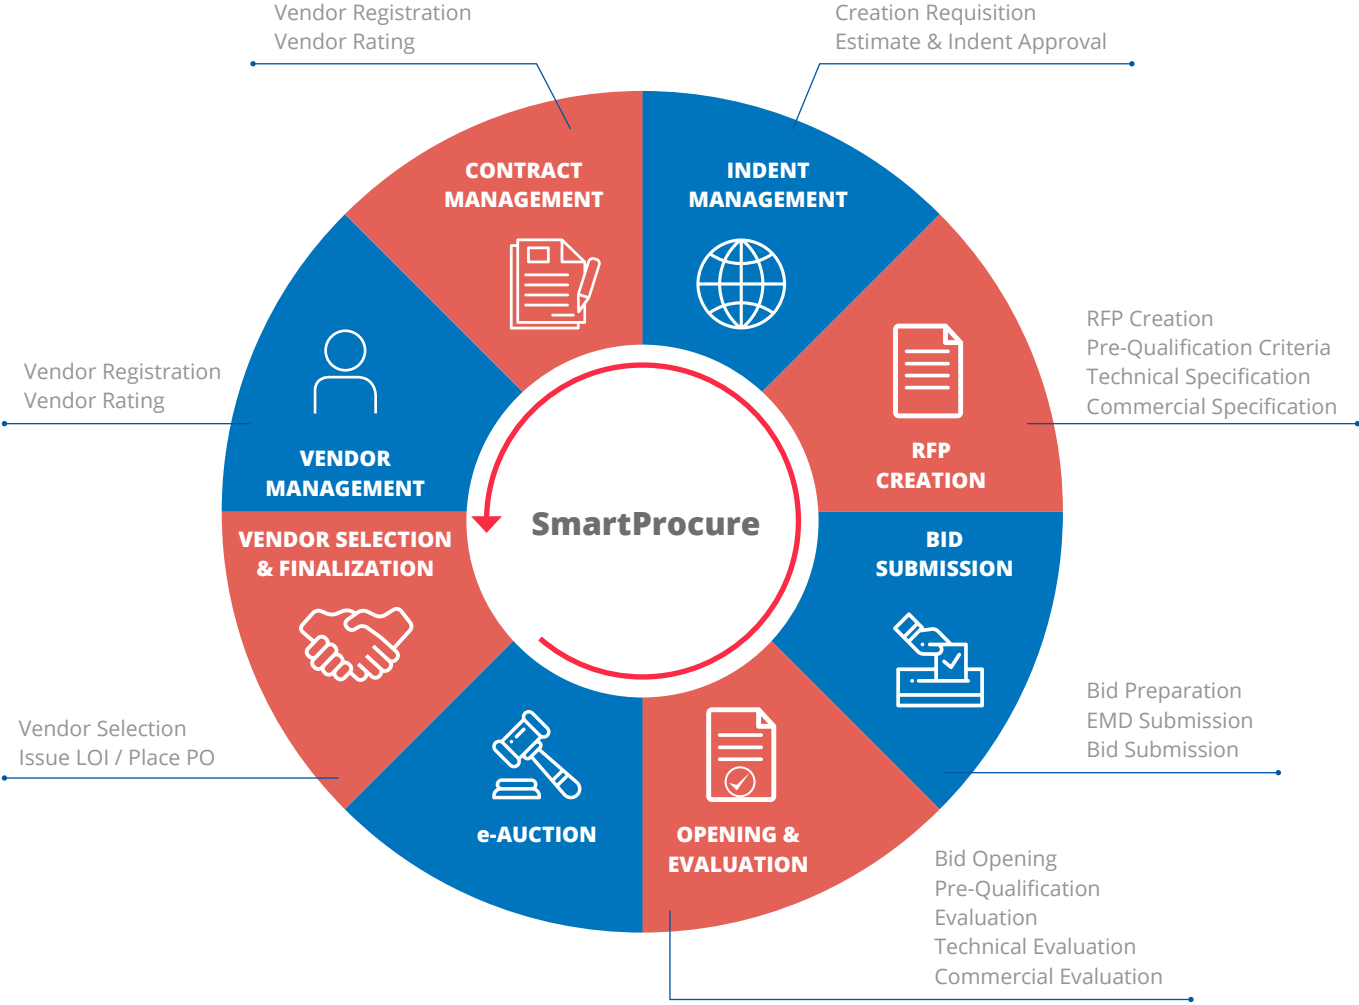 Vendor Registration
Vendor Rating
Creation Requisition
Estimate & Indent Approval
CONTRACT
MANAGEMENT
INDENT
MANAGEMENT
RFP Creation
Pre-Qualification Criteria
Technical Specification
Commercial Specification
RFP
CREATION
Vendor Registration
Vendor Rating
VENDOR
MANAGEMENT
SmartProcure
VENDOR SELECTION
& FINALIZATION
BID
SUBMISSION
Bid Preparation
EMD Submission
Bid Submission
Vendor Selection
Issue LOI / Place PO
e-AUCTION
OPENING &
EVALUATION
Bid Opening
Pre-Qualification
Evaluation
Technical Evaluation
Commercial Evaluation